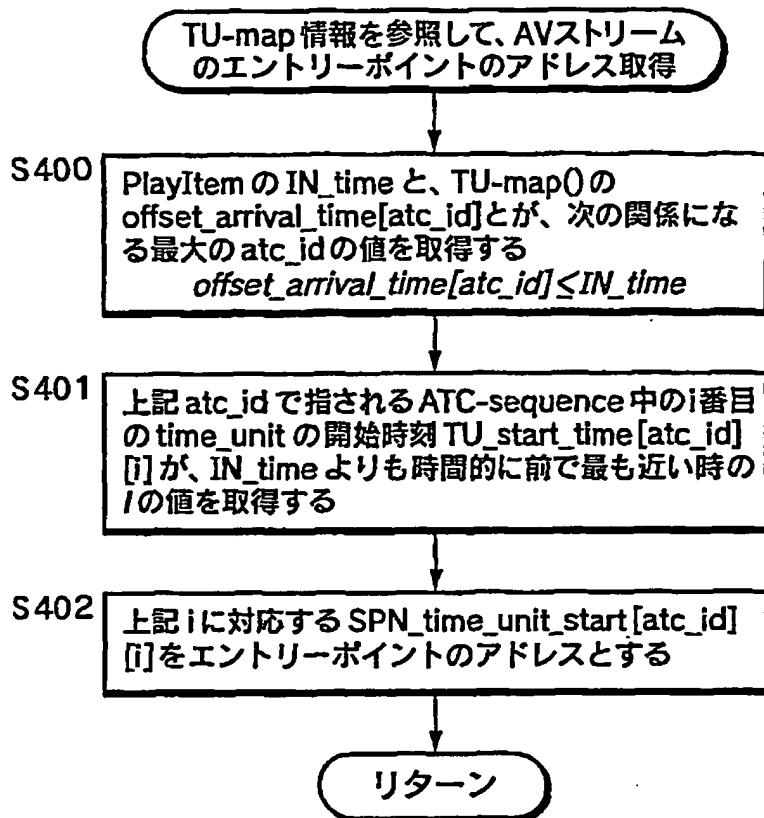 TU-map 情報を参照して、AVストリーム
のエントリーポイントのアドレス取得
S400
PlayItem の IN_time と、TU-map()の
offset_arrival_time[atc_id]とが、次の関係にな
る最大の atc_id の値を取得する
offset_arrival_time[atc_id]≤IN_time
S401
上記 atc_id で指される ATC-sequence 中の i 番目
の time_unit の開始時刻 TU_start_time [atc_id]
[i] が、IN_time よりも時間的に前で最も近い時の
Iの値を取得する
S402
上記 i に対応する SPN_time_unit_start [atc_id]
[i] をエントリーポイントのアドレスとする
リターン